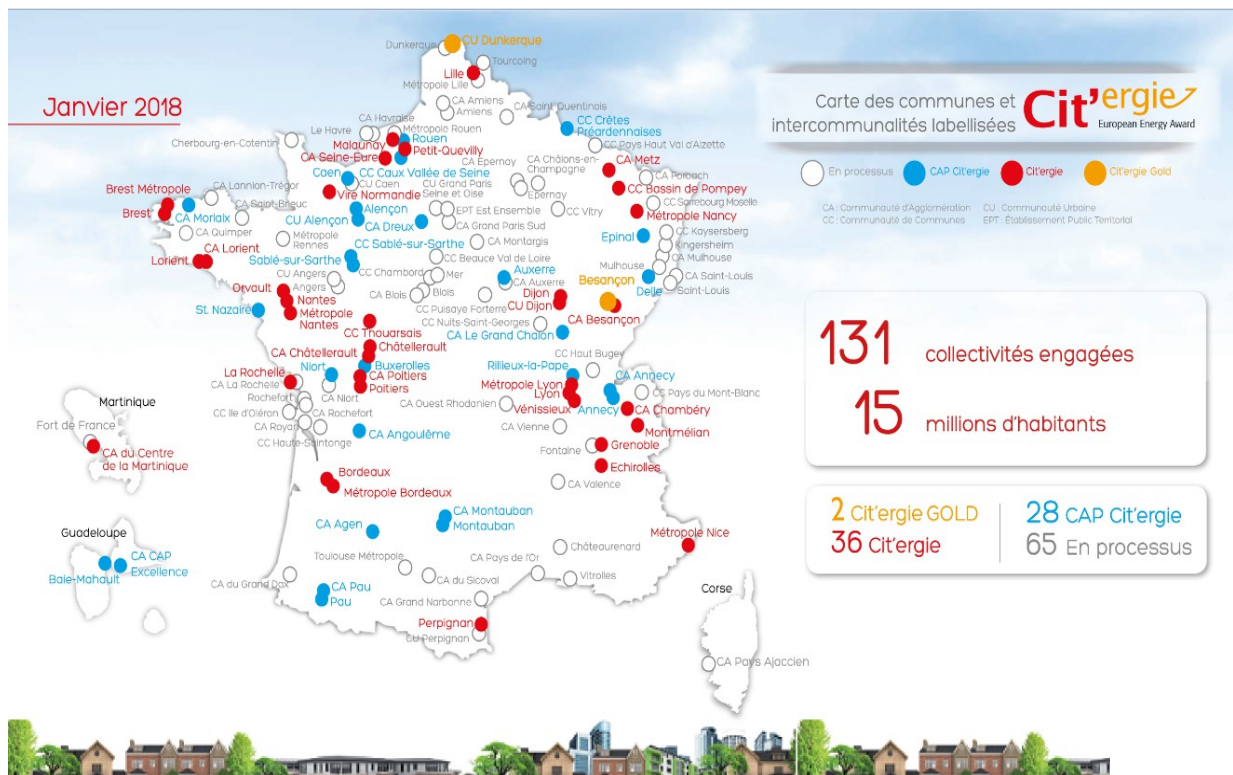 Janvier 2018
Carte des communes et
intercommunalités labellisées
Cit'ergie
European Energy Award
En processus
CAP Cit'ergie
Cit'ergie
Cit'ergie Gold
CA : Communauté d'Agglomération
CU : Communauté Urbaine
CC : Communauté de Communes
EPT : Établissement Public Territorial
Dunkerque
CU Dunkerque
Tourcoing
Lille
Métropole Lille
CA Amiens
Amiens
CA Saint Quentinois
CA Havraise
Le Havre
Métropole Rouen
Rouen
Malaunay
Petit-Quevilly
CA Seine-Eure
CC Crêtes
Préardennaises
CC Pays Haut Val d'Alzette
Cherbourg-en-Cotentin
Caen
CC Caux Vallée de Seine
CU Caen
Vire Normandie
CA Epernay
CA Châlons-en-
Champagne
Epernay
CA Metz
CA Forbach
CC Bassin de Pompey
CC Sarrebourg Moselle
CU Grand Paris
Seine et Oise
CC Vitry
Métropole Nancy
Brest Métropole
CA Lannion-Trégor
CA Saint-Brieuc
Brest
CA Morlaix
CA Quimper
Alençon
CU Alençon
CA Dreux
EPT Est Ensemble
CA Grand Paris Sud
Epinal
CC Kaysersberg
Kingersheim
CA Mulhouse
Mulhouse
CA Saint-Louis
Saint-Louis
Delle
Métropole
Rennes
CA Lorient
Lorient
CC Sablé-sur-Sarthe
Sablé-sur-Sarthe
CA Montargis
CC Beauce Val de Loire
CU Angers
Angers
CC Chambord
Mer
CA Blois
Blois
Auxerre
CA Auxerre
CC Puisaye Forterre
Besançon
CA Besançon
Dijon
CU Dijon
CC Nuits-Saint-Georges
CA Le Grand Chalon
Orvault
Nantes
Métropole
Nantes
St. Nazaire
CC Thouarsais
Châtellerault
CA Châtellerault
Niort
Buxerolles
CA Poitiers
Poitiers
CA Niort
La Rochelle
CA La Rochelle
Rochefort
CA Rochefort
CC Ile d'Oléron
CA Royan
CC Haute-Saintonge
CA Angoulême
Rillieux-la-Pape
CC Haut Bugey
CA Annecy
Annecy
CC Pays du Mont-Blanc
Métropole Lyon
Lyon
Vénissieux
CA Ouest Rhodanien
CA Vienne
CA Chambéry
Montmélian
Fontaine
Grenoble
Echirolles
CA Valence
Bordeaux
Métropole Bordeaux
CA Agen
CA Montauban
Montauban
Toulouse Métropole
CA du Sicoval
CA Pays de l'Or
Châteaurenard
Vitrolles
Métropole Nice
CA du Grand Dax
CA Pau
Pau
CA Grand Narbonne
Perpignan
CU Perpignan
Corse
CA Pays Ajaccien
Martinique
Fort de France
CA du Centre
de la Martinique
Guadeloupe
CA CAP
Excellence
Baie-Mahault
131 collectivités engagées
15 millions d'habitants
2 Cit'ergie GOLD
36 Cit'ergie
28 CAP Cit'ergie
65 En processus